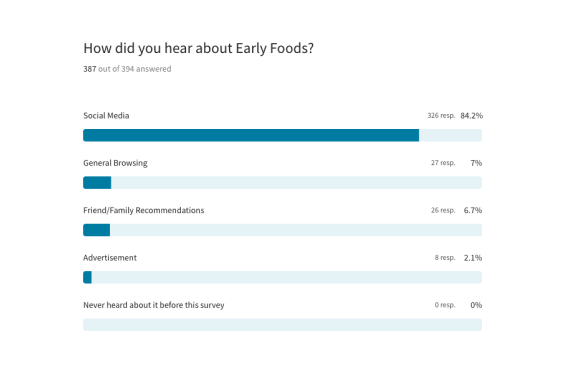 How did you hear about Early Foods?
387 out of 394 answered
Social Media 326 resp. 84.2%
General Browsing 27 resp. 7%
Friend/Family Recommendations 26 resp. 6.7%
Advertisement 8 resp. 2.1%
Never heard about it before this survey 0 resp. 0%